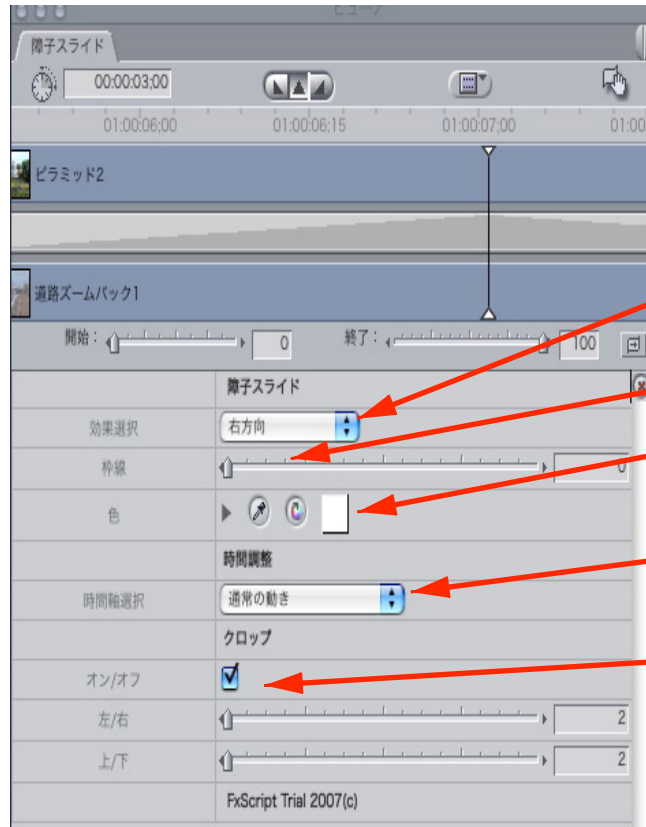 ビューア
障子スライド
00:00:03;00
01:00:06;00 01:00:06;15 01:00:07;00 01:00
ピラミッド2
道路ズームバック1
開始： 0 終了： 100
障子スライド
効果選択 右方向
枠線 0
色
時間調整
時間軸選択 通常の動き
クロップ
オン/オフ
左/右 2
上/下 2
FxScript Trial 2007(c)